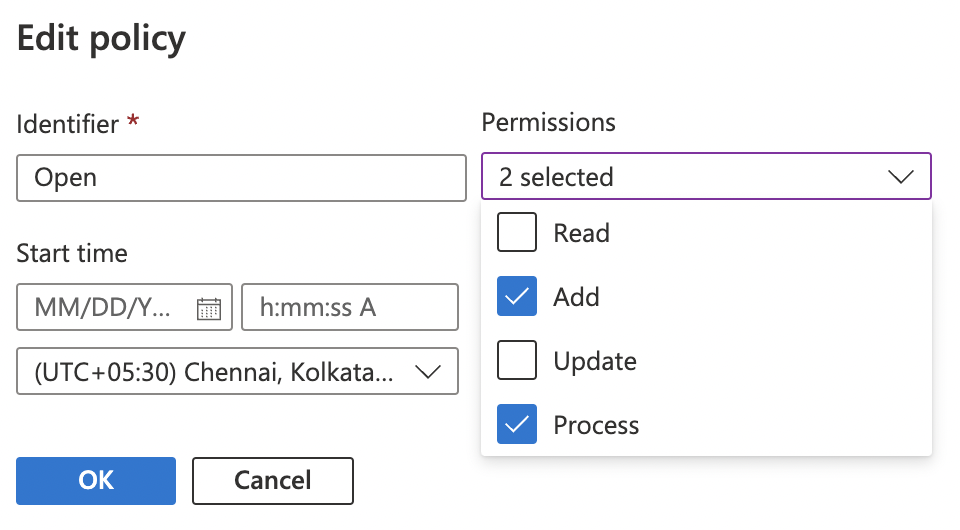 Edit policy
Identifier *
Open
Start time
MM/DD/Y...
h:mm:ss A
(UTC+05:30) Chennai, Kolkata...
Permissions
2 selected
Read
Add
Update
Process
OK
Cancel